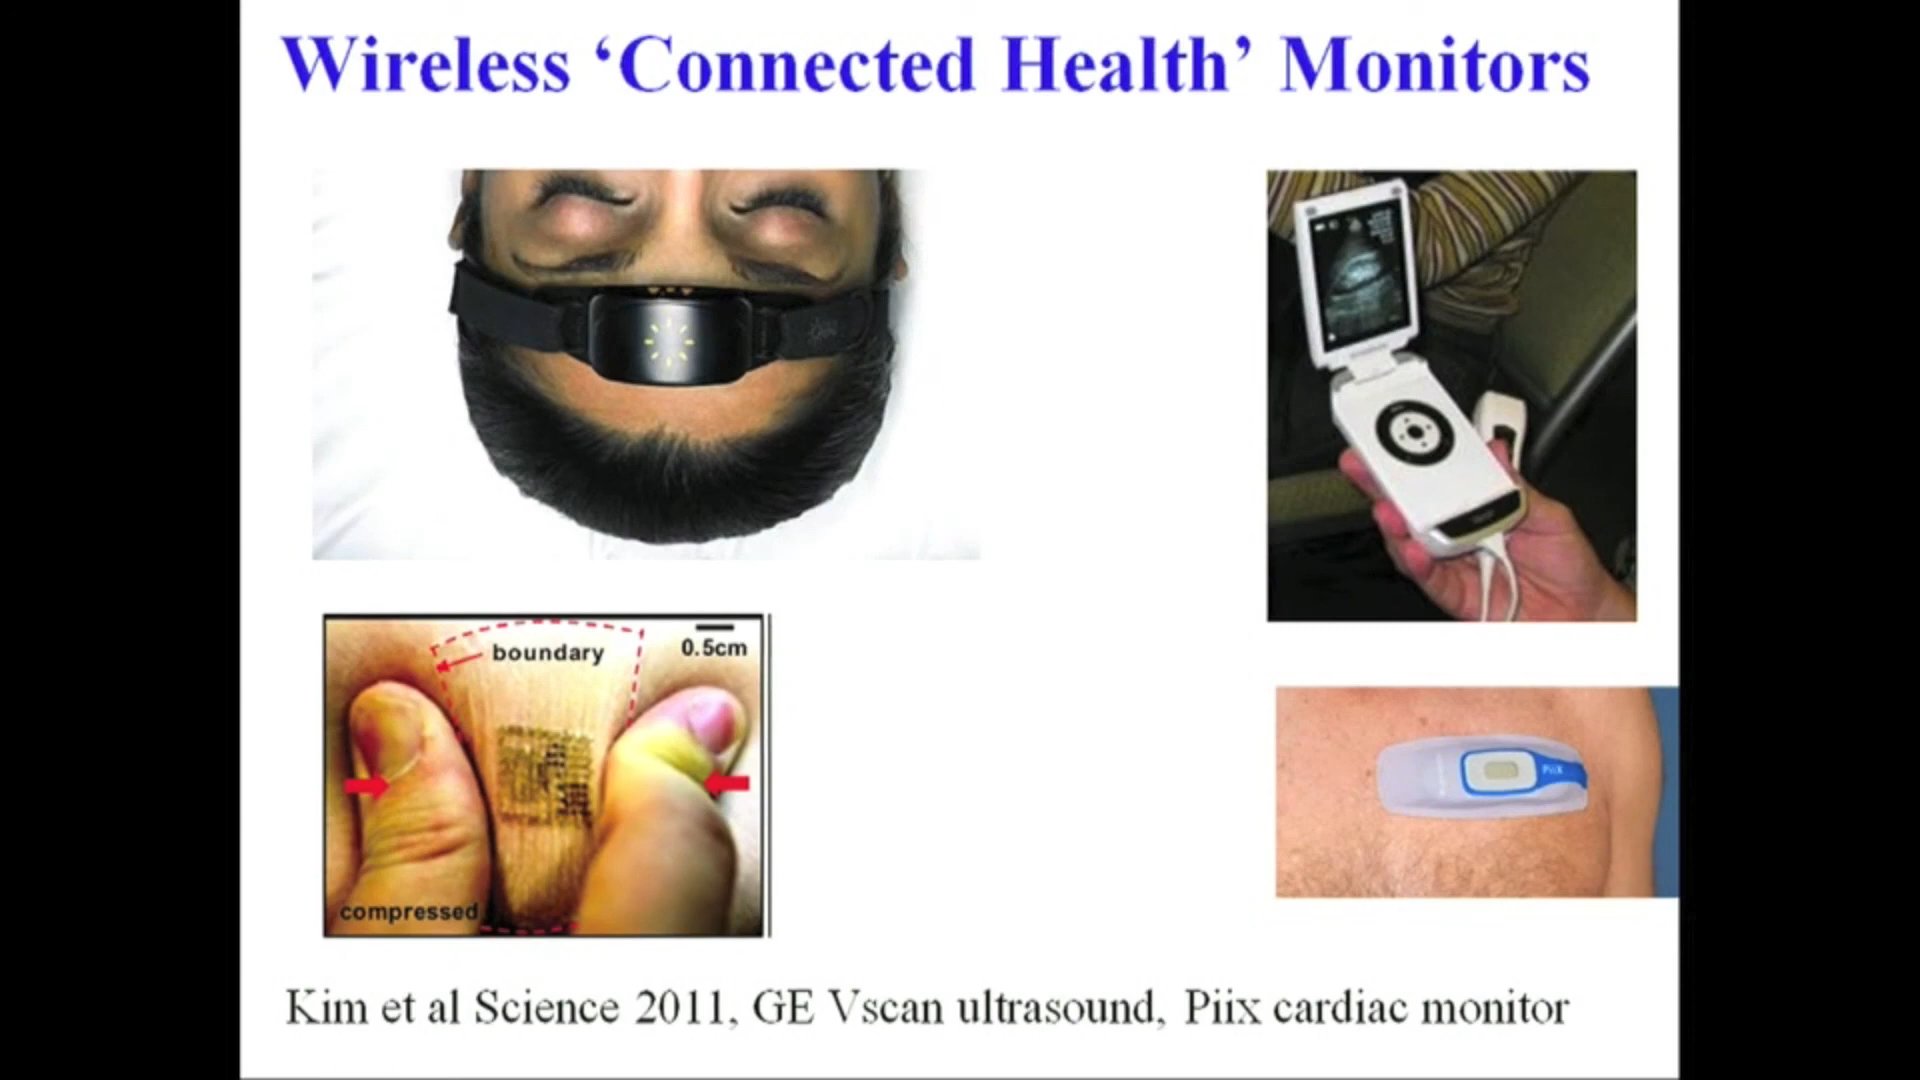 Wireless ‘Connected Health’ Monitors
boundary
0.5cm
compressed
PiiX
Kim et al Science 2011, GE Vscan ultrasound, Piix cardiac monitor